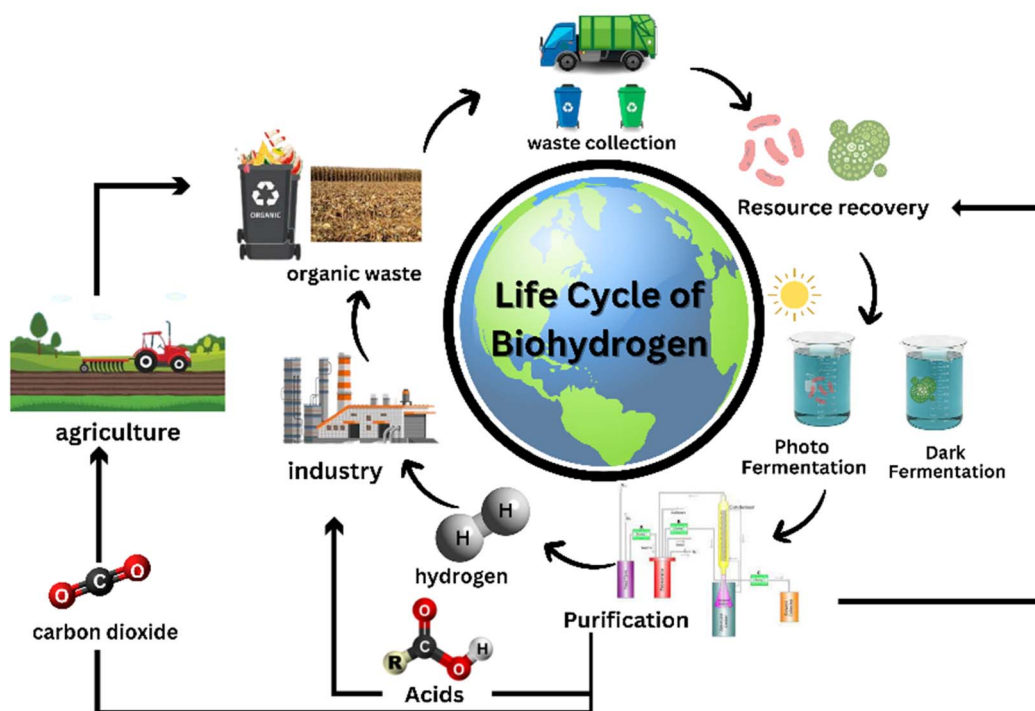 waste collection
Resource recovery
ORGANIC
organic waste
Life Cycle of
Biohydrogen
agriculture
industry
Photo
Fermentation
Dark
Fermentation
H
H
hydrogen
Purification
O
C
O
carbon dioxide
O
R
C
O
H
Acids